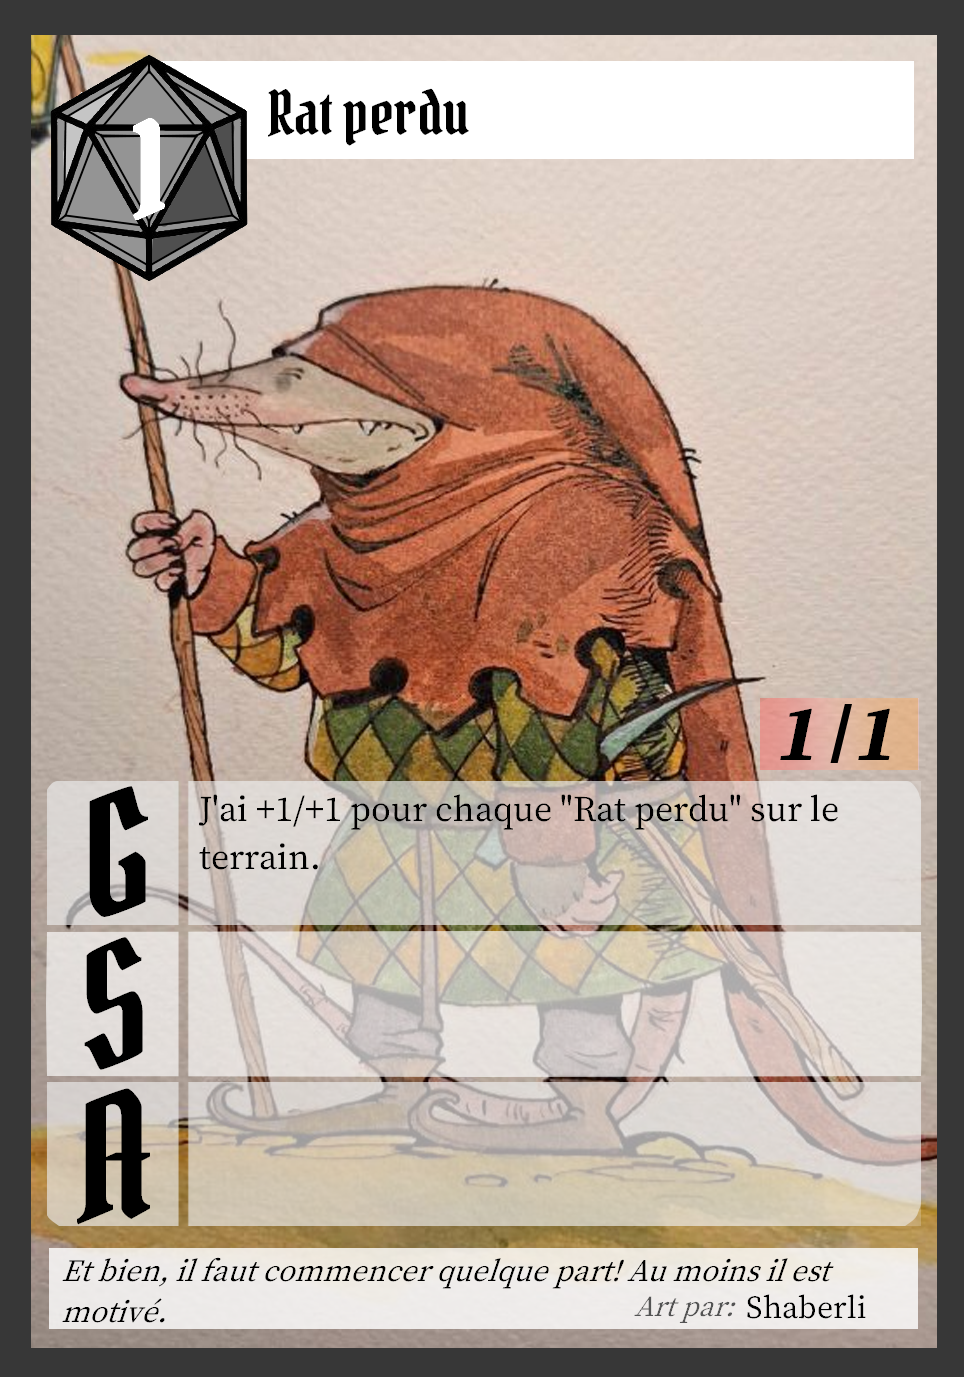 1
Rat perdu
1/1
G
J'ai +1/+1 pour chaque "Rat perdu" sur le
terrain.
S
A
Et bien, il faut commencer quelque part! Au moins il est
motivé.
Art par: Shaberli